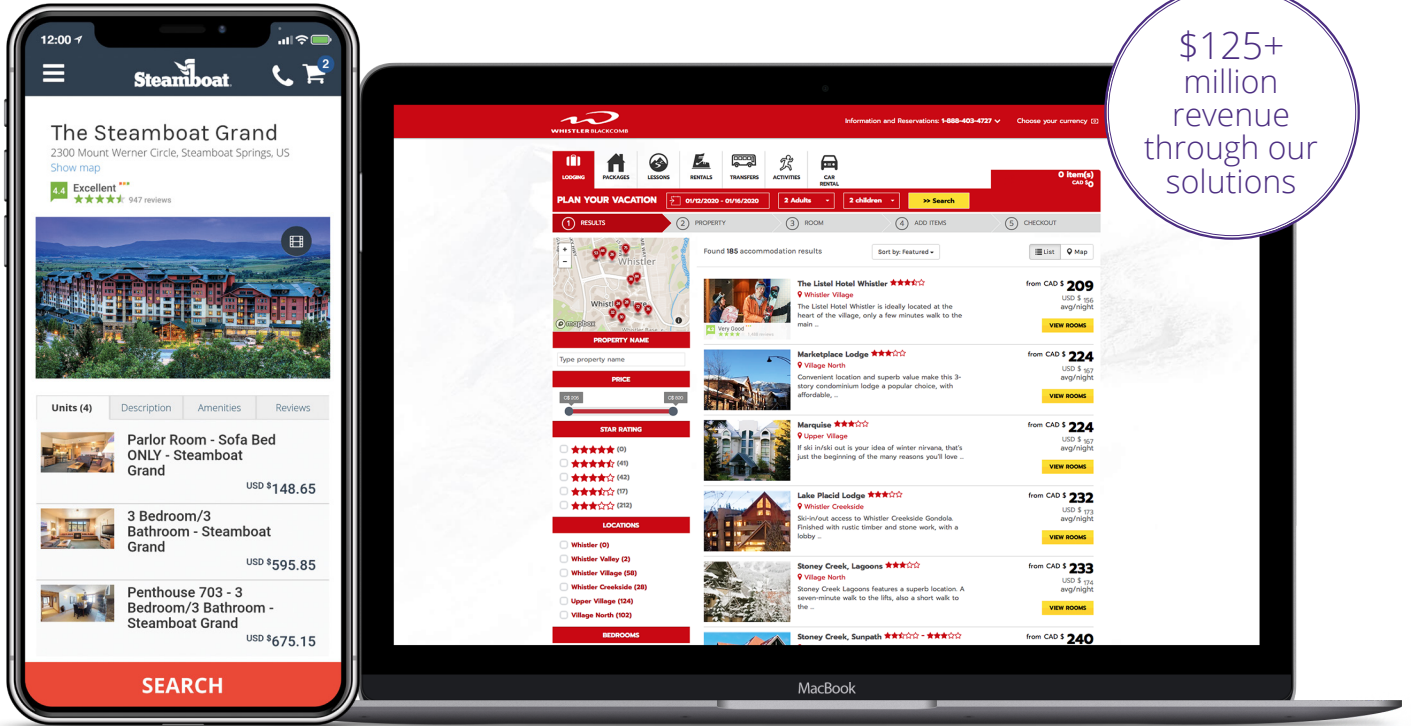 12:00
Steamboat
2
The Steamboat Grand
2300 Mount Werner Circle, Steamboat Springs, US
Show map
4.4
Excellent
947 reviews
Units (4)
Description
Amenities
Reviews
Parlor Room - Sofa Bed
ONLY - Steamboat
Grand
USD $148.65
3 Bedroom/3
Bathroom - Steamboat
Grand
USD $595.85
Penthouse 703 - 3
Bedroom/3 Bathroom -
Steamboat Grand
USD $675.15
SEARCH
WHISTLER BLACKCOMB
Information and Reservations: 1-888-403-4727
Choose your currency
LODGING
PACKAGES
LESSONS
RENTALS
TRANSFERS
ACTIVITIES
CAR
RENTAL
0 item(s)
CAD $0
PLAN YOUR VACATION
01/12/2020 - 01/16/2020
2 Adults
2 children
>> Search
1 RESULTS
2 PROPERTY
3 ROOM
4 ADD ITEMS
5 CHECKOUT
+
-
Whistler
mapbox
PROPERTY NAME
Type property name
PRICE
STAR RATING
(0)
(41)
(42)
(17)
(212)
LOCATIONS
Whistler (0)
Whistler Valley (2)
Whistler Village (58)
Whistler Creekside (28)
Upper Village (124)
Village North (102)
BEDROOMS
Found 185 accommodation results
Sort by: Featured
List
Map
The Listel Hotel Whistler
Whistler Village
The Listel Hotel Whistler is ideally located at the
heart of the village, only a few minutes walk to the
main ...
Very Good
from CAD $ 209
USD $ 156
avg/night
VIEW ROOMS
Marketplace Lodge
Village North
Convenient location and superb value make this 3-
story condominium lodge a popular choice, with
affordable, ...
from CAD $ 224
USD $ 167
avg/night
VIEW ROOMS
Marquise
Upper Village
If ski in/ski out is your idea of winter nirvana, that's
just the beginning of the many reasons you'll love ...
from CAD $ 224
USD $ 167
avg/night
VIEW ROOMS
Lake Placid Lodge
Whistler Creekside
Ski-in/out access to Whistler Creekside Gondola.
Finished with rustic timber and stone work, with a
lobby ...
from CAD $ 232
USD $ 173
avg/night
VIEW ROOMS
Stoney Creek, Lagoons
Village North
Stoney Creek Lagoons features a superb location. A
seven-minute walk to the lifts, also a short walk to
the ...
from CAD $ 233
USD $ 174
avg/night
VIEW ROOMS
Stoney Creek, Sunpath
from CAD $ 240
MacBook
$125+
million
revenue
through our
solutions